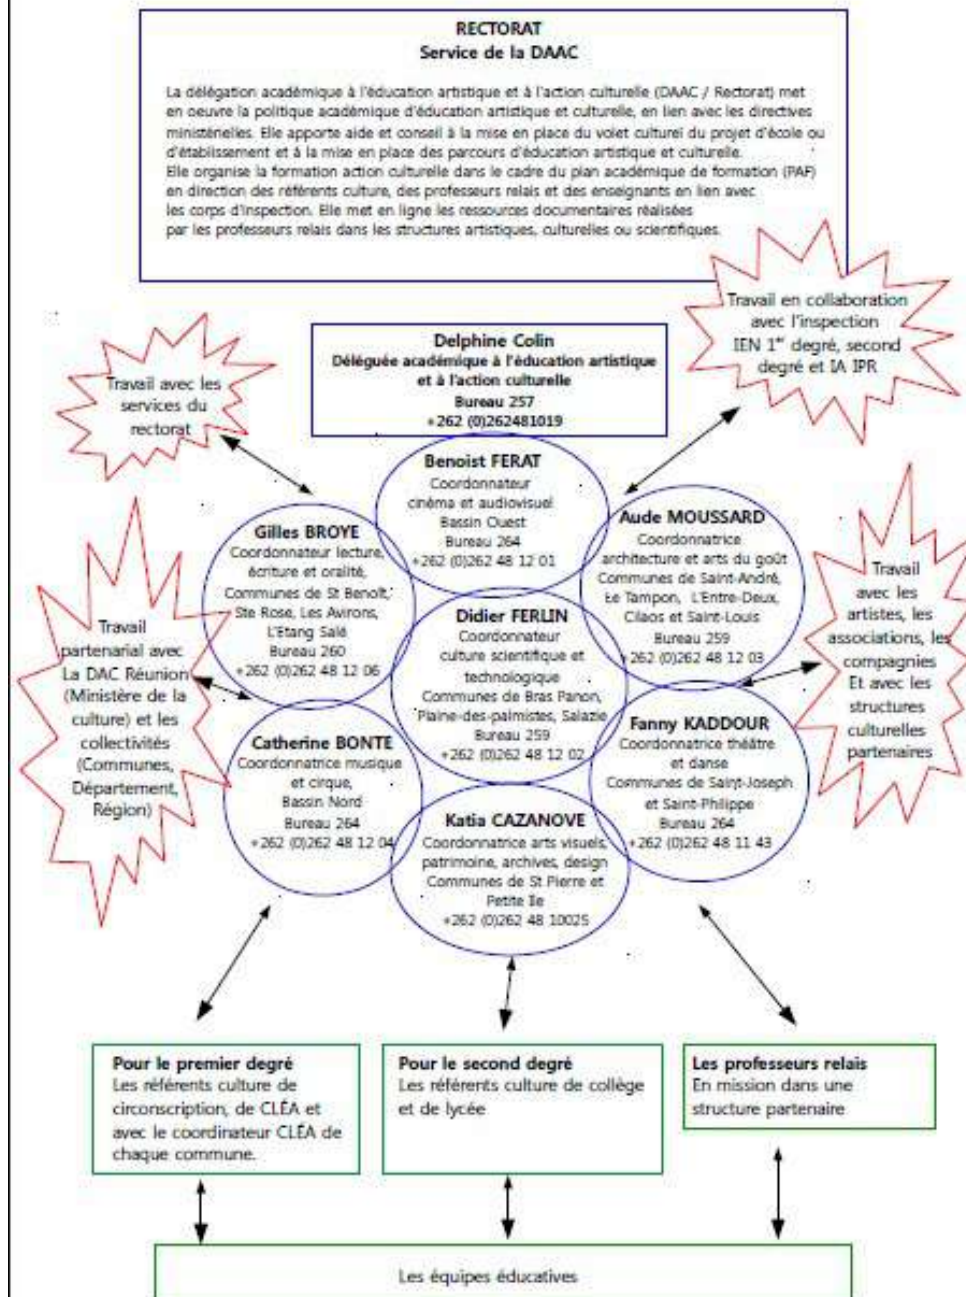 RECTORAT
Service de la DAAC
La délégation académique à l'éducation artistique et à l'action culturelle (DAAC / Rectorat) met
en oeuvre la politique académique d'éducation artistique et culturelle, en lien avec les directives
ministérielles. Elle apporte aide et conseil à la mise en place du volet culturel du projet d'école ou
d'établissement et à la mise en place des parcours d'éducation artistique et culturelle.
Elle organise la formation action culturelle dans le cadre du plan académique de formation (PAF)
en direction des référents culture, des professeurs relais et des enseignants en lien avec
les corps d'inspection. Elle met en ligne les ressources documentaires réalisées
par les professeurs relais dans les structures artistiques, culturelles ou scientifiques.
Travail en collaboration
avec l'inspection
IEN 1er degré, second
degré et IA IPR
Delphine Colin
Déléguée académique à l'éducation artistique
et à l'action culturelle
Bureau 257
+262 (0)262481019
Travail avec les
services du
rectorat
Benoist FERAT
Coordonnateur
cinéma et audiovisuel
Bassin Ouest
Bureau 264
+262 (0)262 48 12 01
Gilles BROYE
Coordonnateur lecture,
écriture et oralité,
Communes de St Benoît,
Ste Rose, Les Avirons,
L'Etang Salé
Bureau 260
+262 (0)262 48 12 06
Aude MOUSSARD
Coordonnatrice
architecture et arts du goût
Communes de Saint-André,
Le Tampon, L'Entre-Deux,
Cilaos et Saint-Louis
Bureau 259
+262 (0)262 48 12 03
Travail
partenarial avec
La DAC Réunion
(Ministère de la
culture) et les
collectivités
(Communes,
Département,
Région)
Didier FERLIN
Coordonnateur
culture scientifique et
technologique
Communes de Bras Panon,
Plaine-des-palmistes, Salazie
Bureau 259
+262 (0)262 48 12 02
Travail
avec les
artistes, les
associations, les
compagnies
Et avec les
structures
culturelles
partenaires
Catherine BONTE
Coordonnatrice musique
et cirque,
Bassin Nord
Bureau 264
+262 (0)262 48 12 04
Fanny KADDOUR
Coordonnatrice théâtre
et danse
Communes de Saint-Joseph
et Saint-Philippe
Bureau 264
+262 (0)262 48 11 43
Katia CAZANOVE
Coordonnatrice arts visuels,
patrimoine, archives, design
Communes de St Pierre et
Petite Ile
+262 (0)262 48 10025
Pour le premier degré
Les référents culture de
circonscription, de CLÉA et
avec le coordinateur CLÉA de
chaque commune.
Pour le second degré
Les référents culture de collège
et de lycée
Les professeurs relais
En mission dans une
structure partenaire
Les équipes éducatives